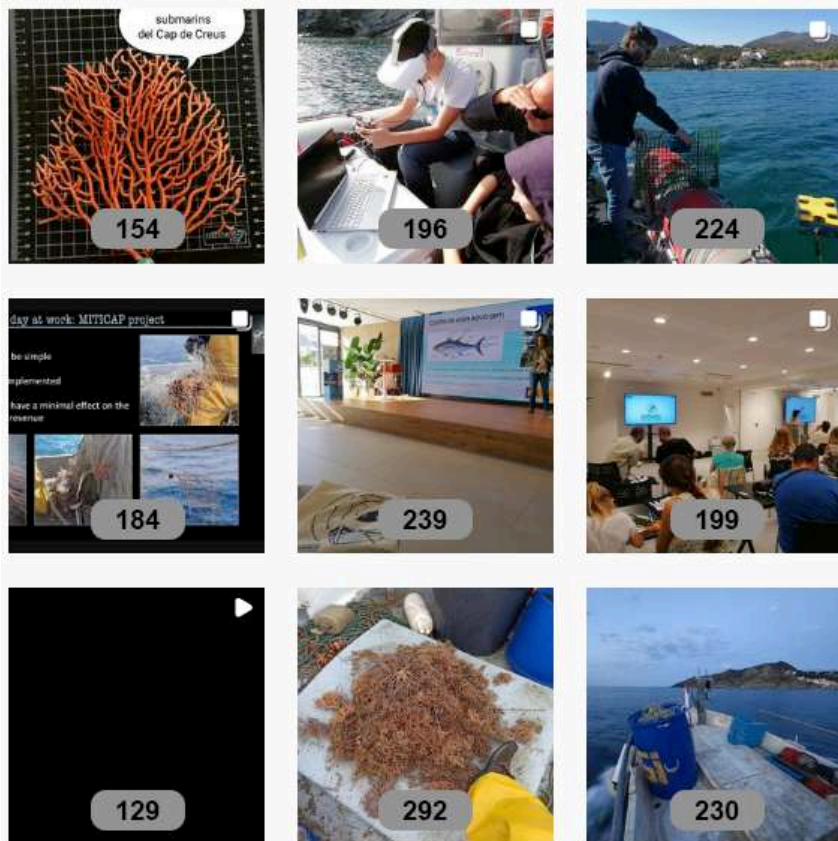 submarins
del Cap de Creus
154
196
224
day at work: MITICAP project
be simple
mplemented
have a minimal effect on the
revenue
184
239
199
129
292
230